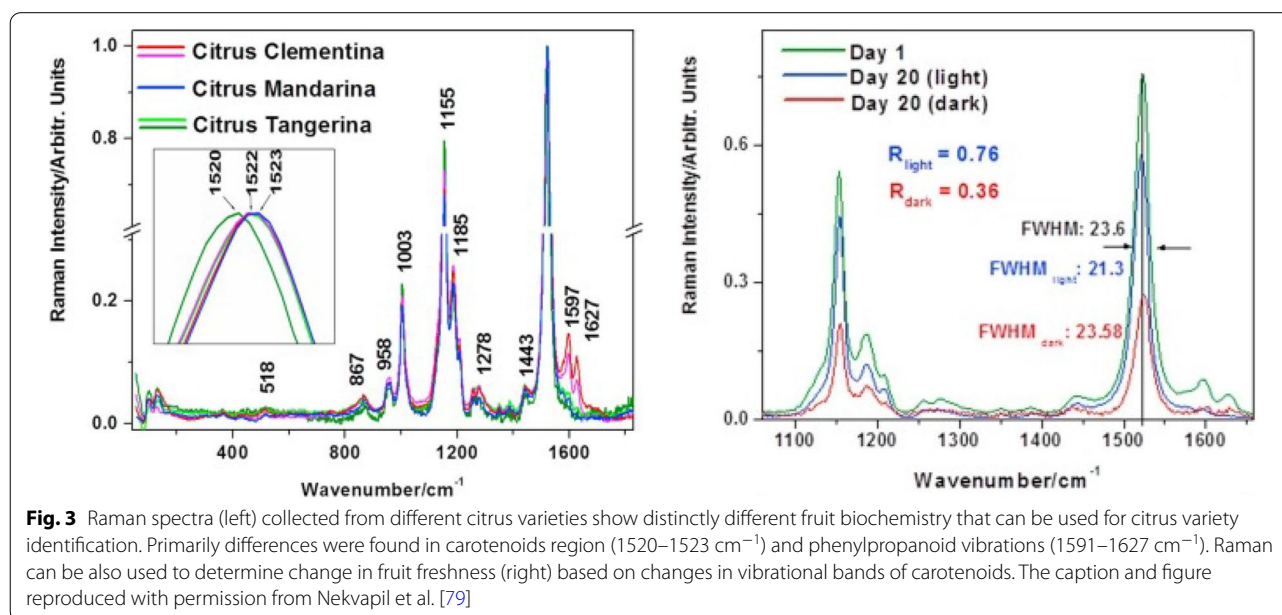 Raman Intensity/Arbitr. Units
1.0
0.8
0.2
0.0
Citrus Clementina
Citrus Mandarina
Citrus Tangerina
1520
1522
1523
518
867
958
1003
1155
1185
1278
1443
1597
1627
400
800
1200
1600
Wavenumber/cm⁻¹
Raman Intensity/Arbitr. Units
0.6
0.3
0.0
Day 1
Day 20 (light)
Day 20 (dark)
R light = 0.76
R dark = 0.36
FWHM: 23.6
FWHM light: 21.3
FWHM dark: 23.58
1100
1200
1300
1400
1500
1600
Wavenumber/cm⁻¹
Fig. 3 Raman spectra (left) collected from different citrus varieties show distinctly different fruit biochemistry that can be used for citrus variety
identification. Primarily differences were found in carotenoids region (1520–1523 cm⁻¹) and phenylpropanoid vibrations (1591–1627 cm⁻¹). Raman
can be also used to determine change in fruit freshness (right) based on changes in vibrational bands of carotenoids. The caption and figure
reproduced with permission from Nekvapil et al. [79]